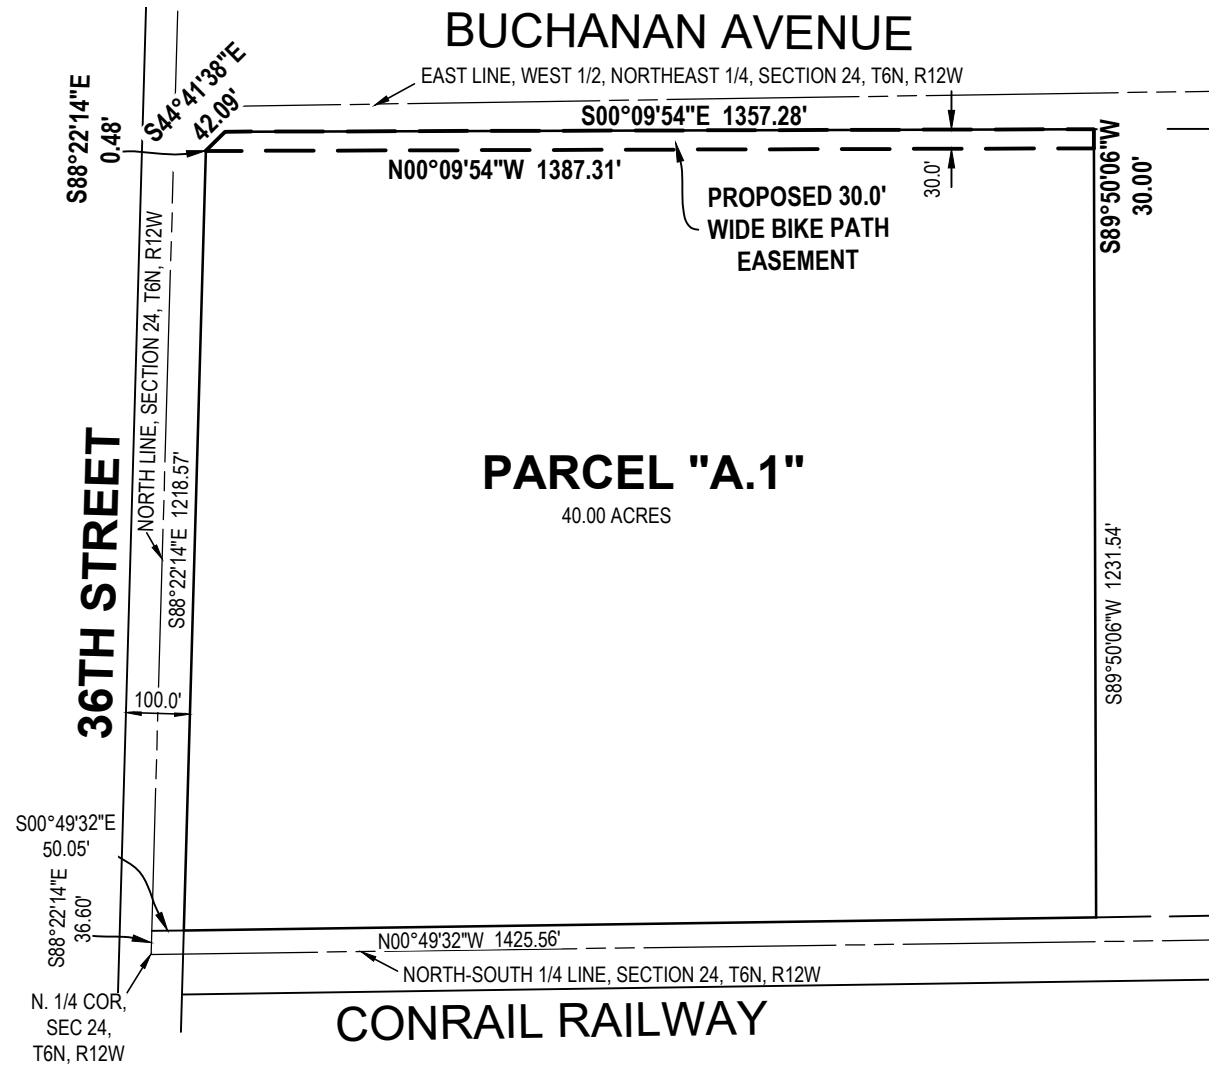 BUCHANAN AVENUE
EAST LINE, WEST 1/2, NORTHEAST 1/4, SECTION 24, T6N, R12W
S88°22'14"E
0.48'
S44°41'38"E
42.09'
S00°09'54"E 1357.28'
N00°09'54"W 1387.31'
30.0'
S89°50'06"W
30.00'
PROPOSED 30.0'
WIDE BIKE PATH
EASEMENT
NORTH LINE, SECTION 24, T6N, R12W
36TH STREET
S88°22'14"E 1218.57'
PARCEL "A.1"
40.00 ACRES
S89°50'06"W 1231.54'
100.0'
S00°49'32"E
50.05'
S88°22'14"E
36.60'
N00°49'32"W 1425.56'
NORTH-SOUTH 1/4 LINE, SECTION 24, T6N, R12W
N. 1/4 COR,
SEC 24,
T6N, R12W
CONRAIL RAILWAY